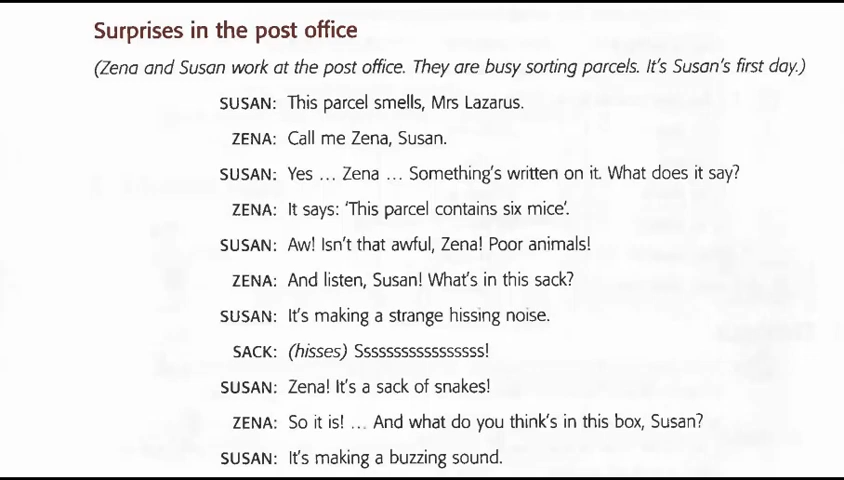 Surprises in the post office
(Zena and Susan work at the post office. They are busy sorting parcels. It's Susan's first day.)
SUSAN: This parcel smells, Mrs Lazarus.
ZENA: Call me Zena, Susan.
SUSAN: Yes ... Zena ... Something's written on it. What does it say?
ZENA: It says: 'This parcel contains six mice'.
SUSAN: Aw! Isn't that awful, Zena! Poor animals!
ZENA: And listen, Susan! What's in this sack?
SUSAN: It's making a strange hissing noise.
SACK: (hisses) Ssssssssssssssss!
SUSAN: Zena! It's a sack of snakes!
ZENA: So it is! ... And what do you think's in this box, Susan?
SUSAN: It's making a buzzing sound.